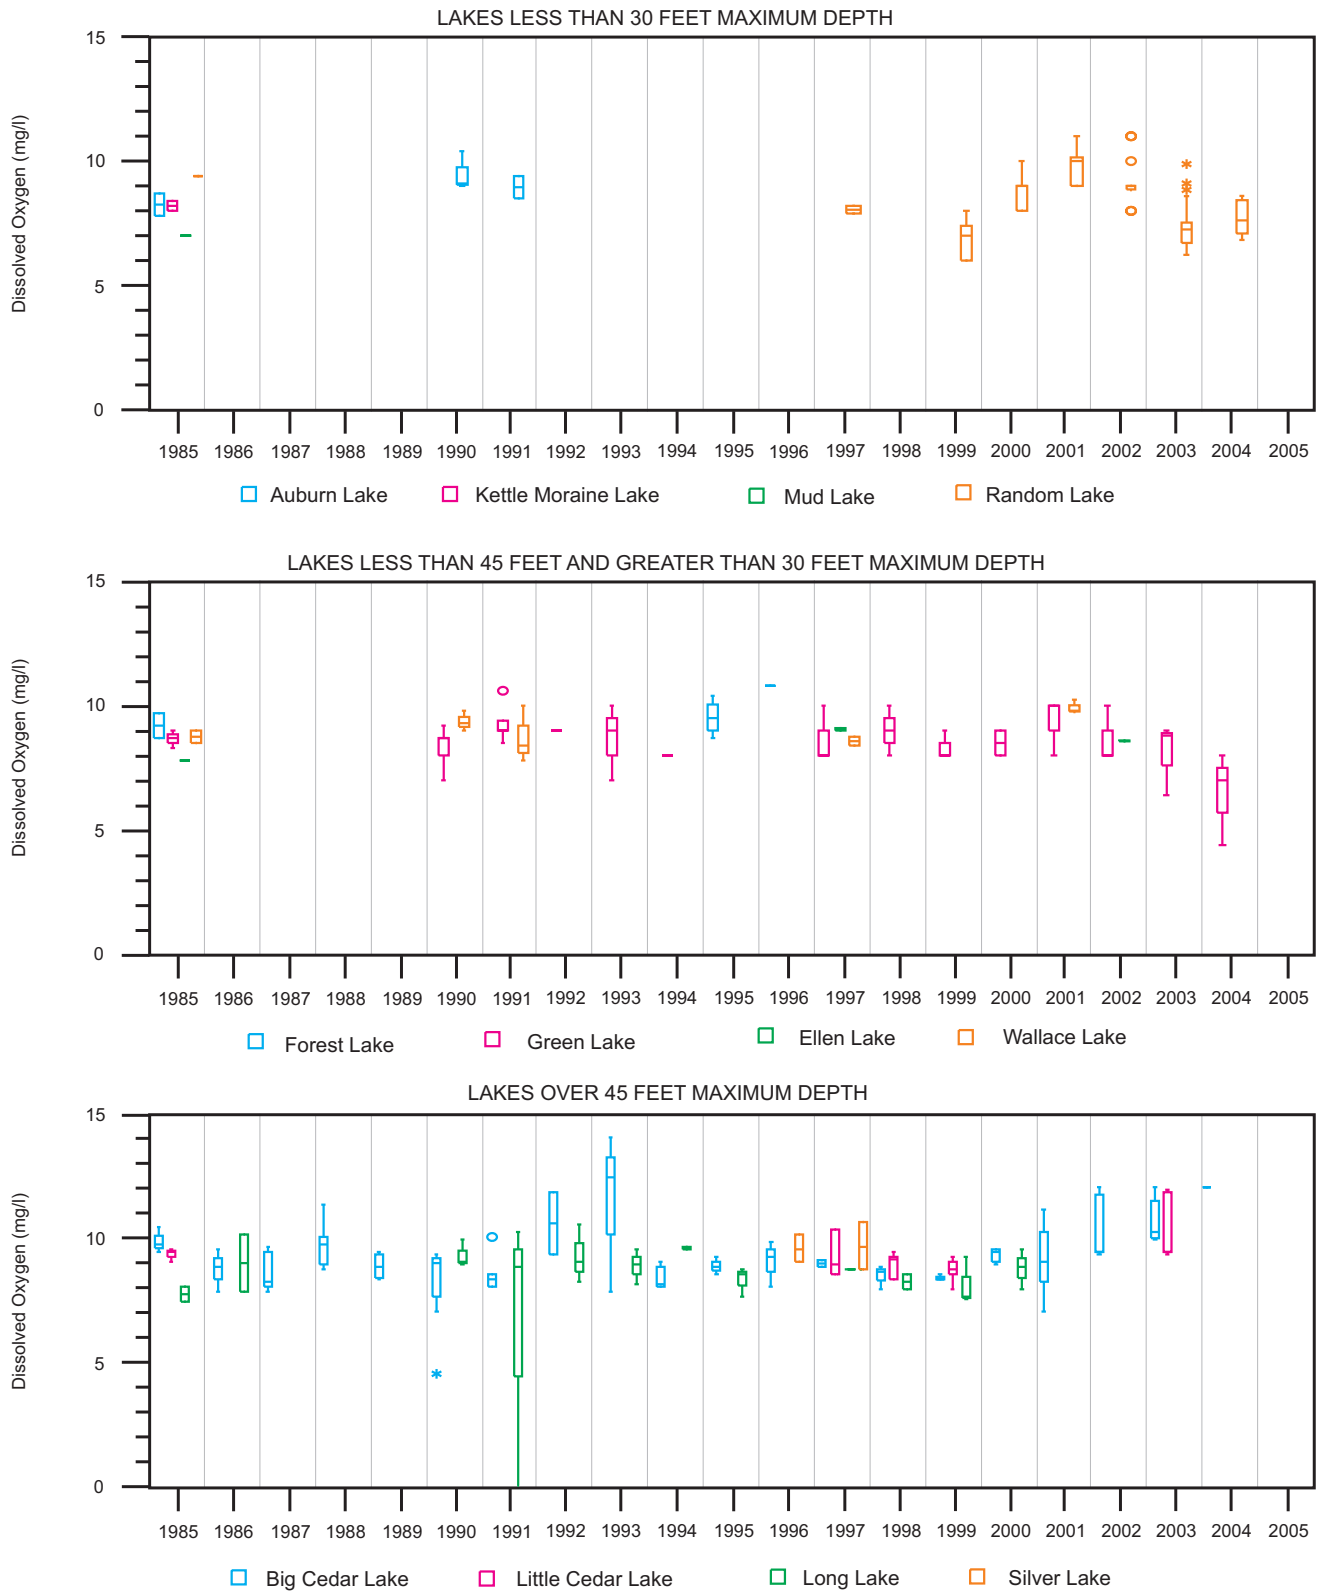 LAKES LESS THAN 30 FEET MAXIMUM DEPTH
Dissolved Oxygen (mg/l)
15
10
5
0
1985 1986 1987 1988 1989 1990 1991 1992 1993 1994 1995 1996 1997 1998 1999 2000 2001 2002 2003 2004 2005
Auburn Lake Kettle Moraine Lake Mud Lake Random Lake
LAKES LESS THAN 45 FEET AND GREATER THAN 30 FEET MAXIMUM DEPTH
Dissolved Oxygen (mg/l)
15
10
5
0
1985 1986 1987 1988 1989 1990 1991 1992 1993 1994 1995 1996 1997 1998 1999 2000 2001 2002 2003 2004 2005
Forest Lake Green Lake Ellen Lake Wallace Lake
LAKES OVER 45 FEET MAXIMUM DEPTH
Dissolved Oxygen (mg/l)
15
10
5
0
1985 1986 1987 1988 1989 1990 1991 1992 1993 1994 1995 1996 1997 1998 1999 2000 2001 2002 2003 2004 2005
Big Cedar Lake Little Cedar Lake Long Lake Silver Lake